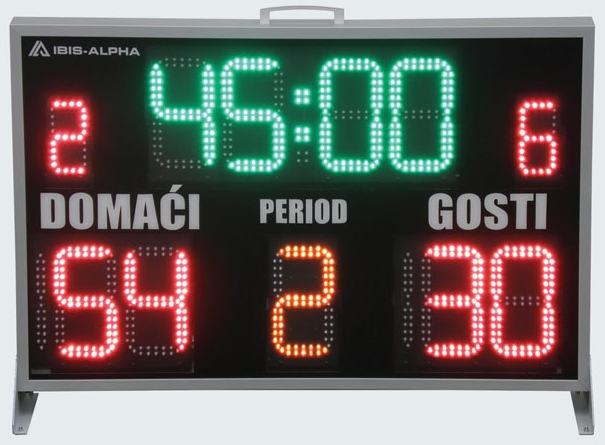 IBIS-ALPHA
2 45:00 6
DOMAĆI PERIOD GOSTI
54 2 30